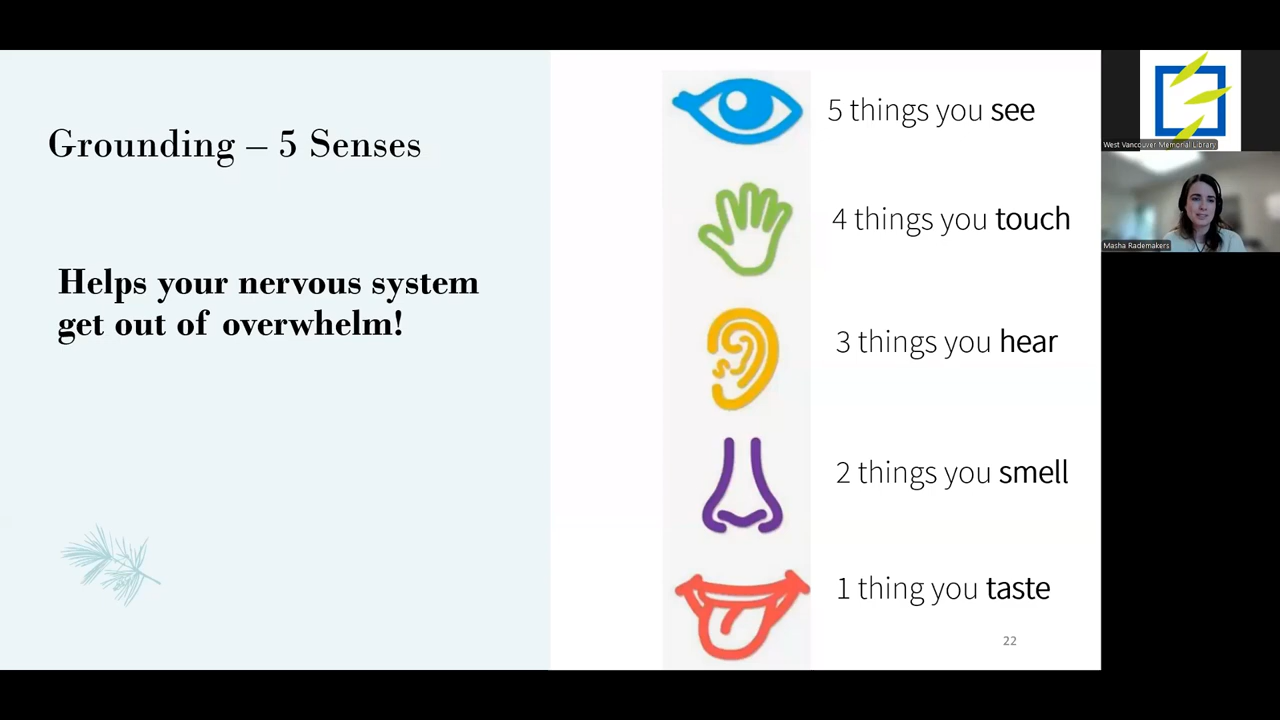 Grounding – 5 Senses
Helps your nervous system
get out of overwhelm!
5 things you see
4 things you touch
3 things you hear
2 things you smell
1 thing you taste
22
West Vancouver Memorial Library
Masha Rademakers